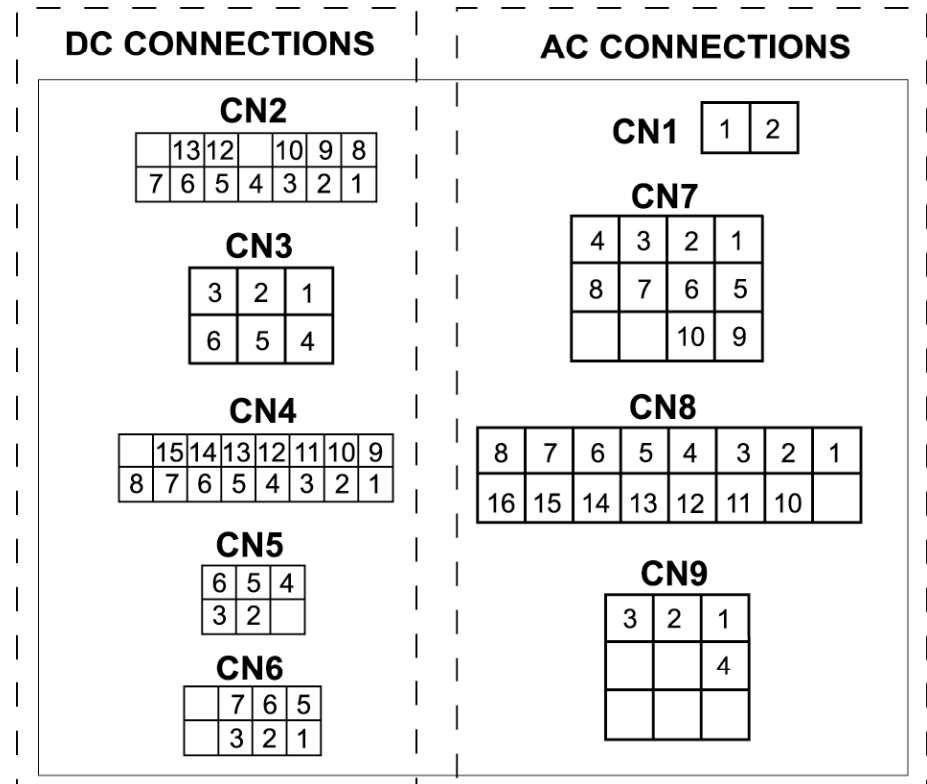 DC CONNECTIONS
CN2
13 12 10 9 8
7 6 5 4 3 2 1
CN3
3 2 1
6 5 4
CN4
15 14 13 12 11 10 9
8 7 6 5 4 3 2 1
CN5
6 5 4
3 2
CN6
7 6 5
3 2 1
AC CONNECTIONS
CN1 1 2
CN7
4 3 2 1
8 7 6 5
10 9
CN8
8 7 6 5 4 3 2 1
16 15 14 13 12 11 10
CN9
3 2 1
4